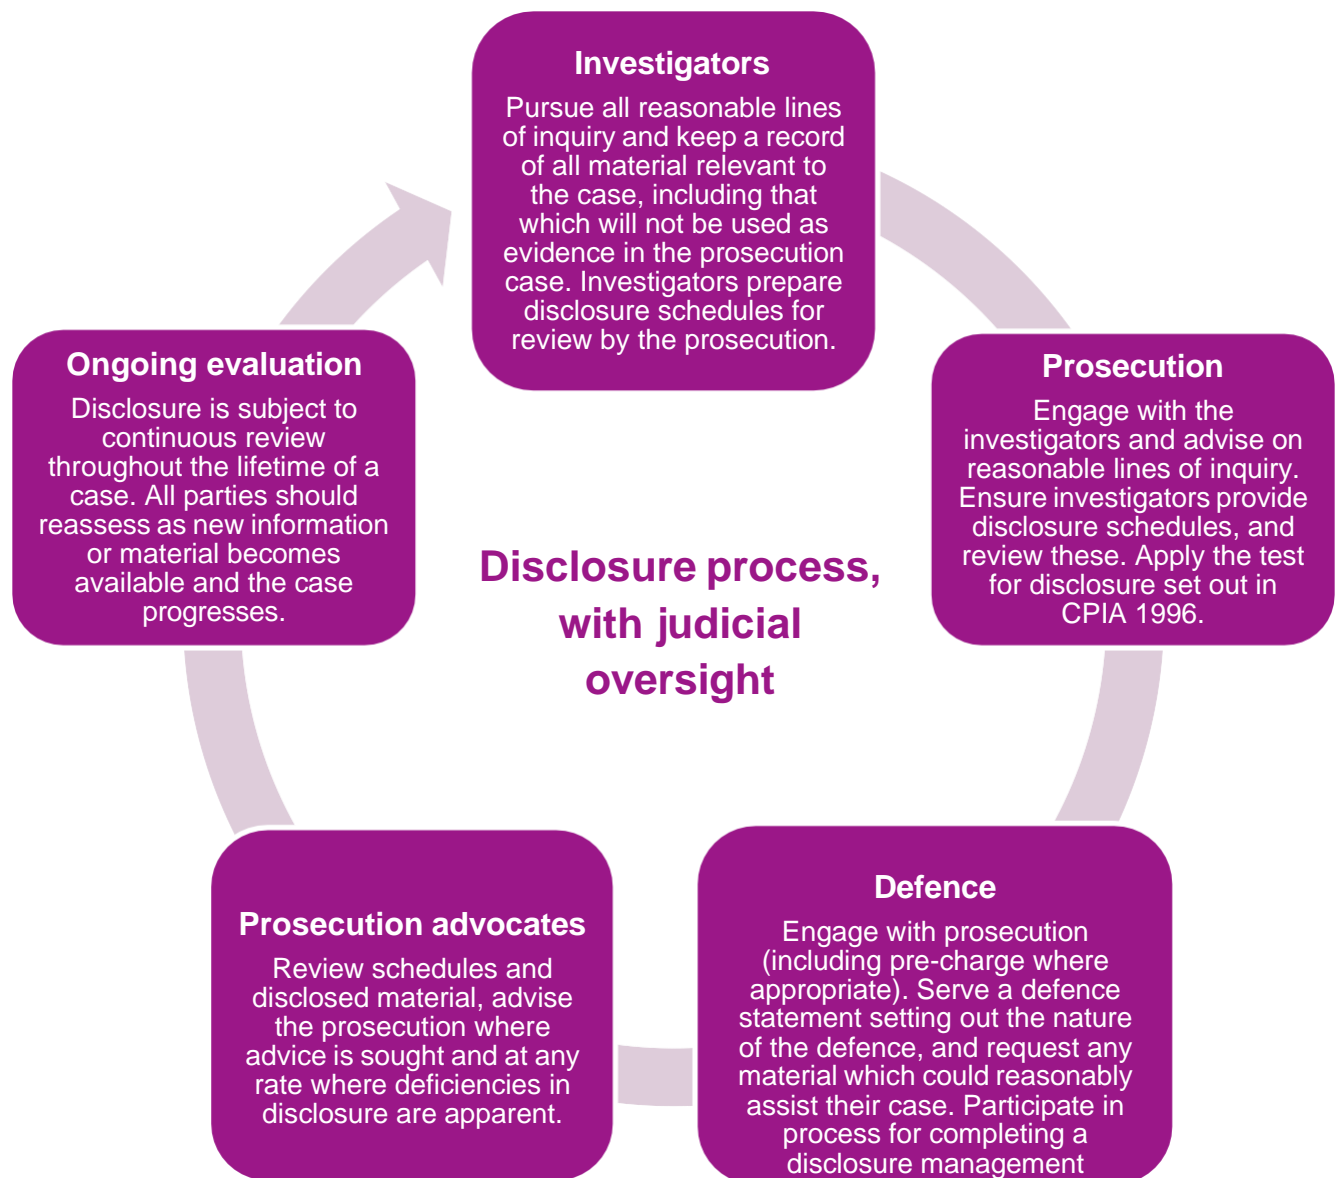 Investigators
Pursue all reasonable lines
of inquiry and keep a record
of all material relevant to
the case, including that
which will not be used as
evidence in the prosecution
case. Investigators prepare
disclosure schedules for
review by the prosecution.
Prosecution
Engage with the
investigators and advise on
reasonable lines of inquiry.
Ensure investigators provide
disclosure schedules, and
review these. Apply the test
for disclosure set out in
CPIA 1996.
Defence
Engage with prosecution
(including pre-charge where
appropriate). Serve a defence
statement setting out the nature
of the defence, and request any
material which could reasonably
assist their case. Participate in
process for completing a
disclosure management
Prosecution advocates
Review schedules and
disclosed material, advise
the prosecution where
advice is sought and at any
rate where deficiencies in
disclosure are apparent.
Ongoing evaluation
Disclosure is subject to
continuous review
throughout the lifetime of a
case. All parties should
reassess as new information
or material becomes
available and the case
progresses.
Disclosure process,
with judicial
oversight